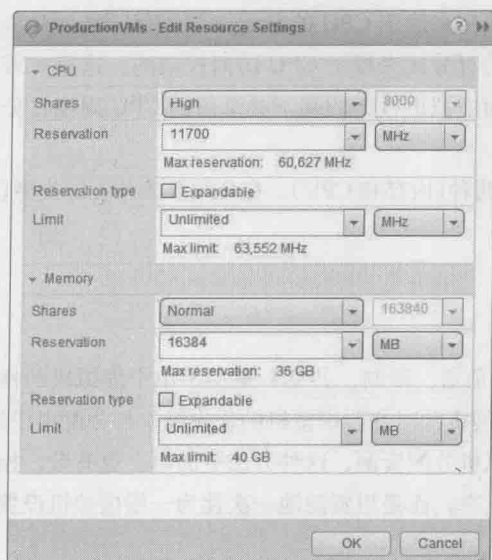 ProductionVMs - Edit Resource Settings
CPU
Shares High 8000
Reservation 11700 MHz
Max reservation: 60,627 MHz
Reservation type Expandable
Limit Unlimited MHz
Max limit: 63,552 MHz
Memory
Shares Normal 163840
Reservation 16384 MB
Max reservation: 36 GB
Reservation type Expandable
Limit Unlimited MB
Max limit: 40 GB
OK Cancel